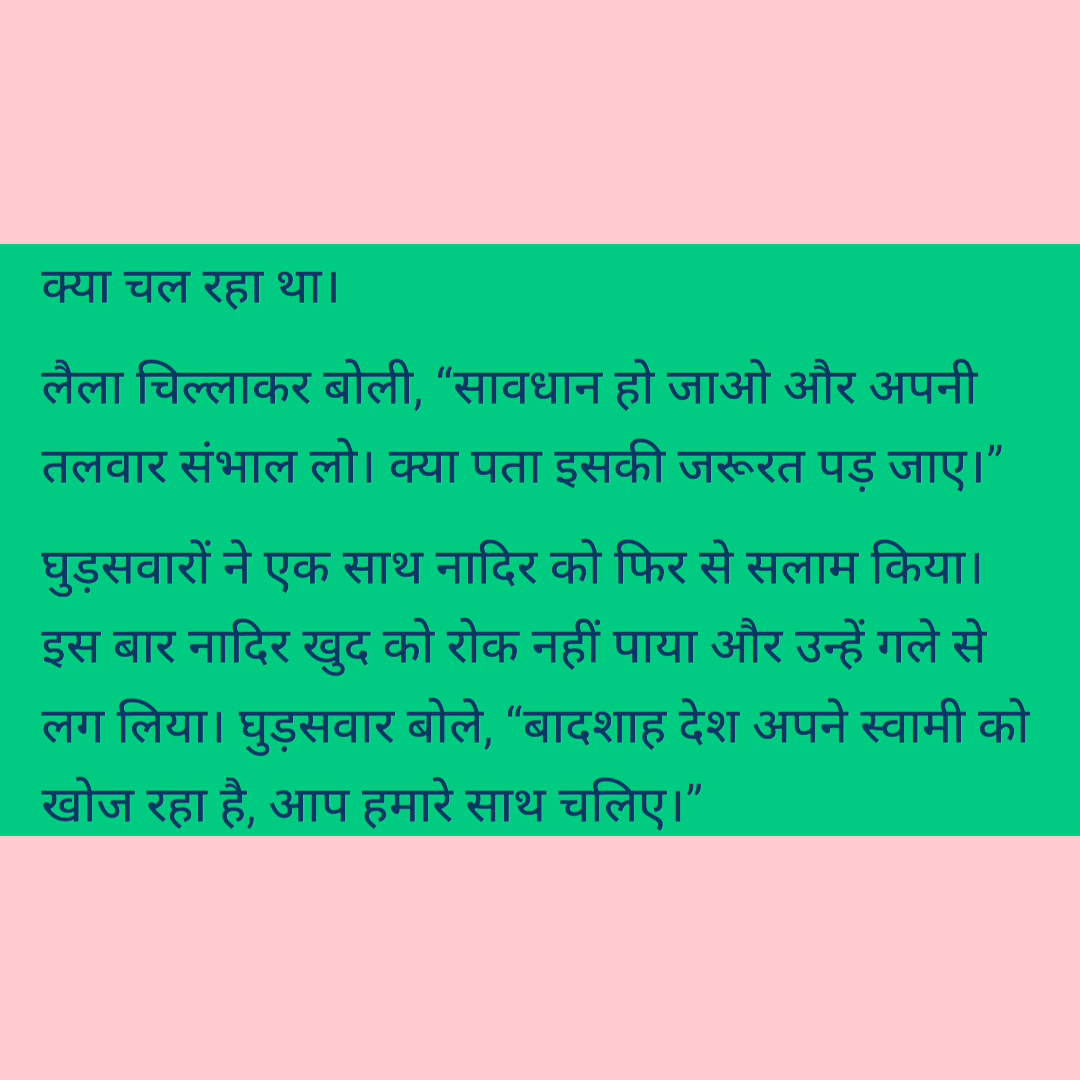 क्या चल रहा था।
लैला चिल्लाकर बोली, “सावधान हो जाओ और अपनी
तलवार संभाल लो। क्या पता इसकी जरूरत पड़ जाए।”
घुड़सवारों ने एक साथ नादिर को फिर से सलाम किया।
इस बार नादिर खुद को रोक नहीं पाया और उन्हें गले से
लग लिया। घुड़सवार बोले, “बादशाह देश अपने स्वामी को
खोज रहा है, आप हमारे साथ चलिए।”